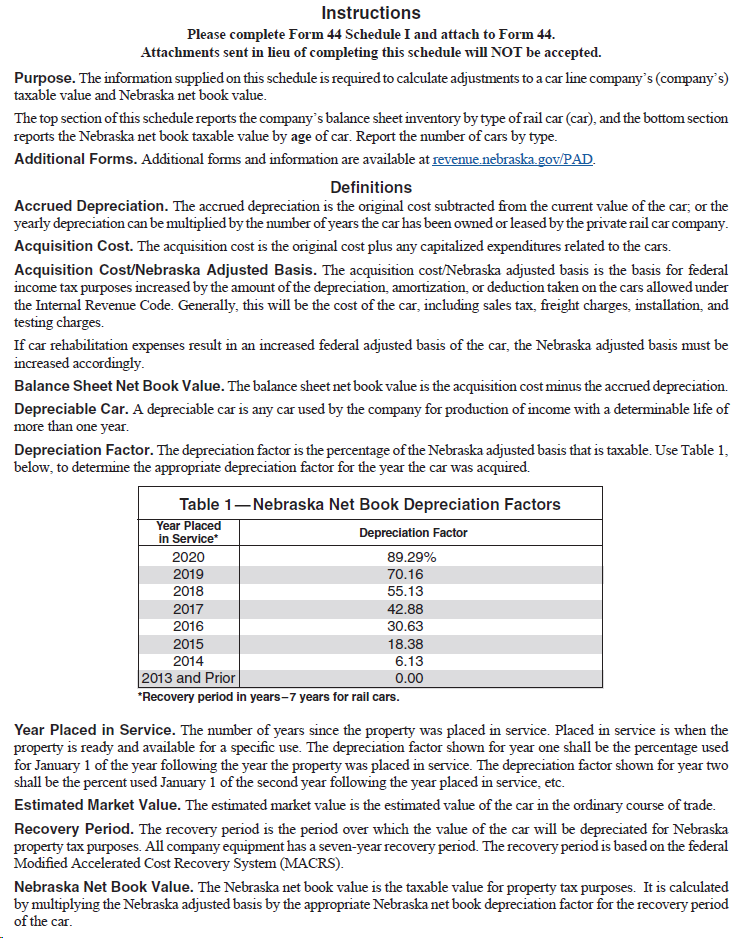 Instructions
Please complete Form 44 Schedule I and attach to Form 44.
Attachments sent in lieu of completing this schedule will NOT be accepted.
Purpose. The information supplied on this schedule is required to calculate adjustments to a car line company's (company's)
taxable value and Nebraska net book value.
The top section of this schedule reports the company's balance sheet inventory by type of rail car (car), and the bottom section
reports the Nebraska net book taxable value by age of car. Report the number of cars by type.
Additional Forms. Additional forms and information are available at revenue.nebraska.gov/PAD.
Definitions
Accrued Depreciation. The accrued depreciation is the original cost subtracted from the current value of the car; or the
yearly depreciation can be multiplied by the number of years the car has been owned or leased by the private rail car company.
Acquisition Cost. The acquisition cost is the original cost plus any capitalized expenditures related to the cars.
Acquisition Cost/Nebraska Adjusted Basis. The acquisition cost/Nebraska adjusted basis is the basis for federal
income tax purposes increased by the amount of the depreciation, amortization, or deduction taken on the cars allowed under
the Internal Revenue Code. Generally, this will be the cost of the car, including sales tax, freight charges, installation, and
testing charges.
If car rehabilitation expenses result in an increased federal adjusted basis of the car, the Nebraska adjusted basis must be
increased accordingly.
Balance Sheet Net Book Value. The balance sheet net book value is the acquisition cost minus the accrued depreciation.
Depreciable Car. A depreciable car is any car used by the company for production of income with a determinable life of
more than one year.
Depreciation Factor. The depreciation factor is the percentage of the Nebraska adjusted basis that is taxable. Use Table 1,
below, to determine the appropriate depreciation factor for the year the car was acquired.
Table 1—Nebraska Net Book Depreciation Factors
Year Placed
in Service* Depreciation Factor
2020 89.29%
2019 70.16
2018 55.13
2017 42.88
2016 30.63
2015 18.38
2014 6.13
2013 and Prior 0.00
*Recovery period in years–7 years for rail cars.
Year Placed in Service. The number of years since the property was placed in service. Placed in service is when the
property is ready and available for a specific use. The depreciation factor shown for year one shall be the percentage used
for January 1 of the year following the year the property was placed in service. The depreciation factor shown for year two
shall be the percent used January 1 of the second year following the year placed in service, etc.
Estimated Market Value. The estimated market value is the estimated value of the car in the ordinary course of trade.
Recovery Period. The recovery period is the period over which the value of the car will be depreciated for Nebraska
property tax purposes. All company equipment has a seven-year recovery period. The recovery period is based on the federal
Modified Accelerated Cost Recovery System (MACRS).
Nebraska Net Book Value. The Nebraska net book value is the taxable value for property tax purposes. It is calculated
by multiplying the Nebraska adjusted basis by the appropriate Nebraska net book depreciation factor for the recovery period
of the car.